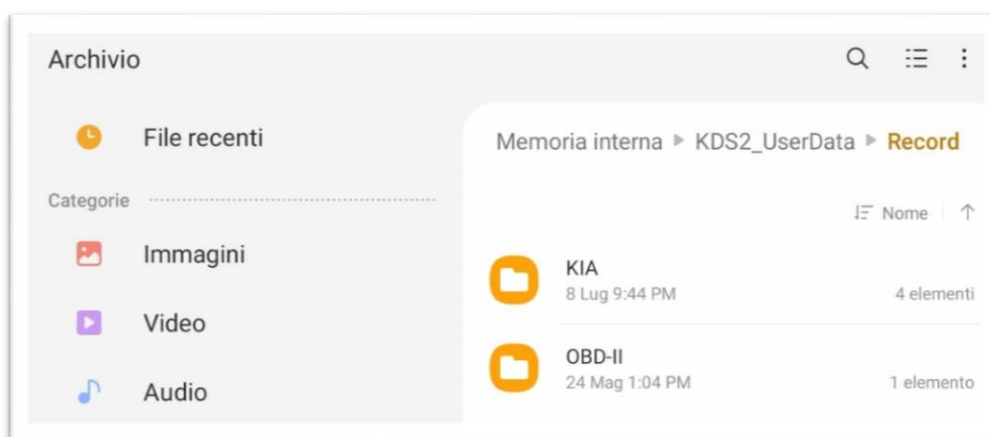 Archivio
File recenti
Categorie
Immagini
Video
Audio
Memoria interna ▶ KDS2_UserData ▶ Record
Nome
KIA
8 Lug 9:44 PM
4 elementi
OBD-II
24 Mag 1:04 PM
1 elemento